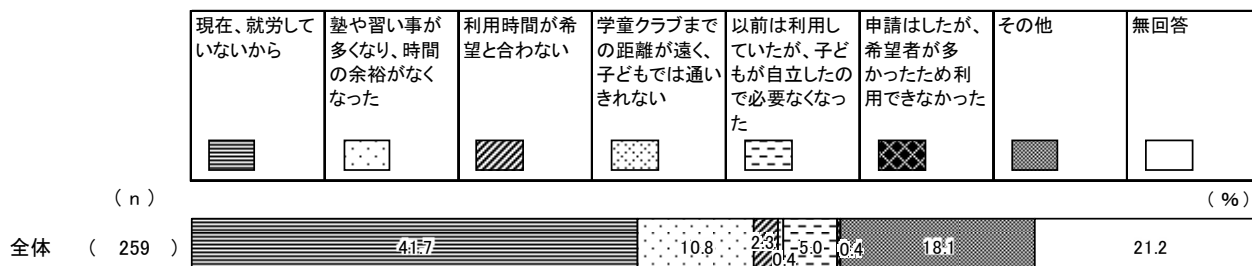 現在、就労して
いないから
塾や習い事が
多くなり、時間
の余裕がなく
なった
利用時間が希
望と合わない
学童クラブまで
の距離が遠く、
子どもでは通い
きれない
以前は利用し
ていたが、子ど
もが自立したの
で必要なくなっ
た
申請はしたが、
希望者が多
かったため利
用できなかった
その他
無回答
(n)
(%)
全体 ( 259 ) 41.7 10.8 2.3 0.4 5.0 0.4 18.1 21.2